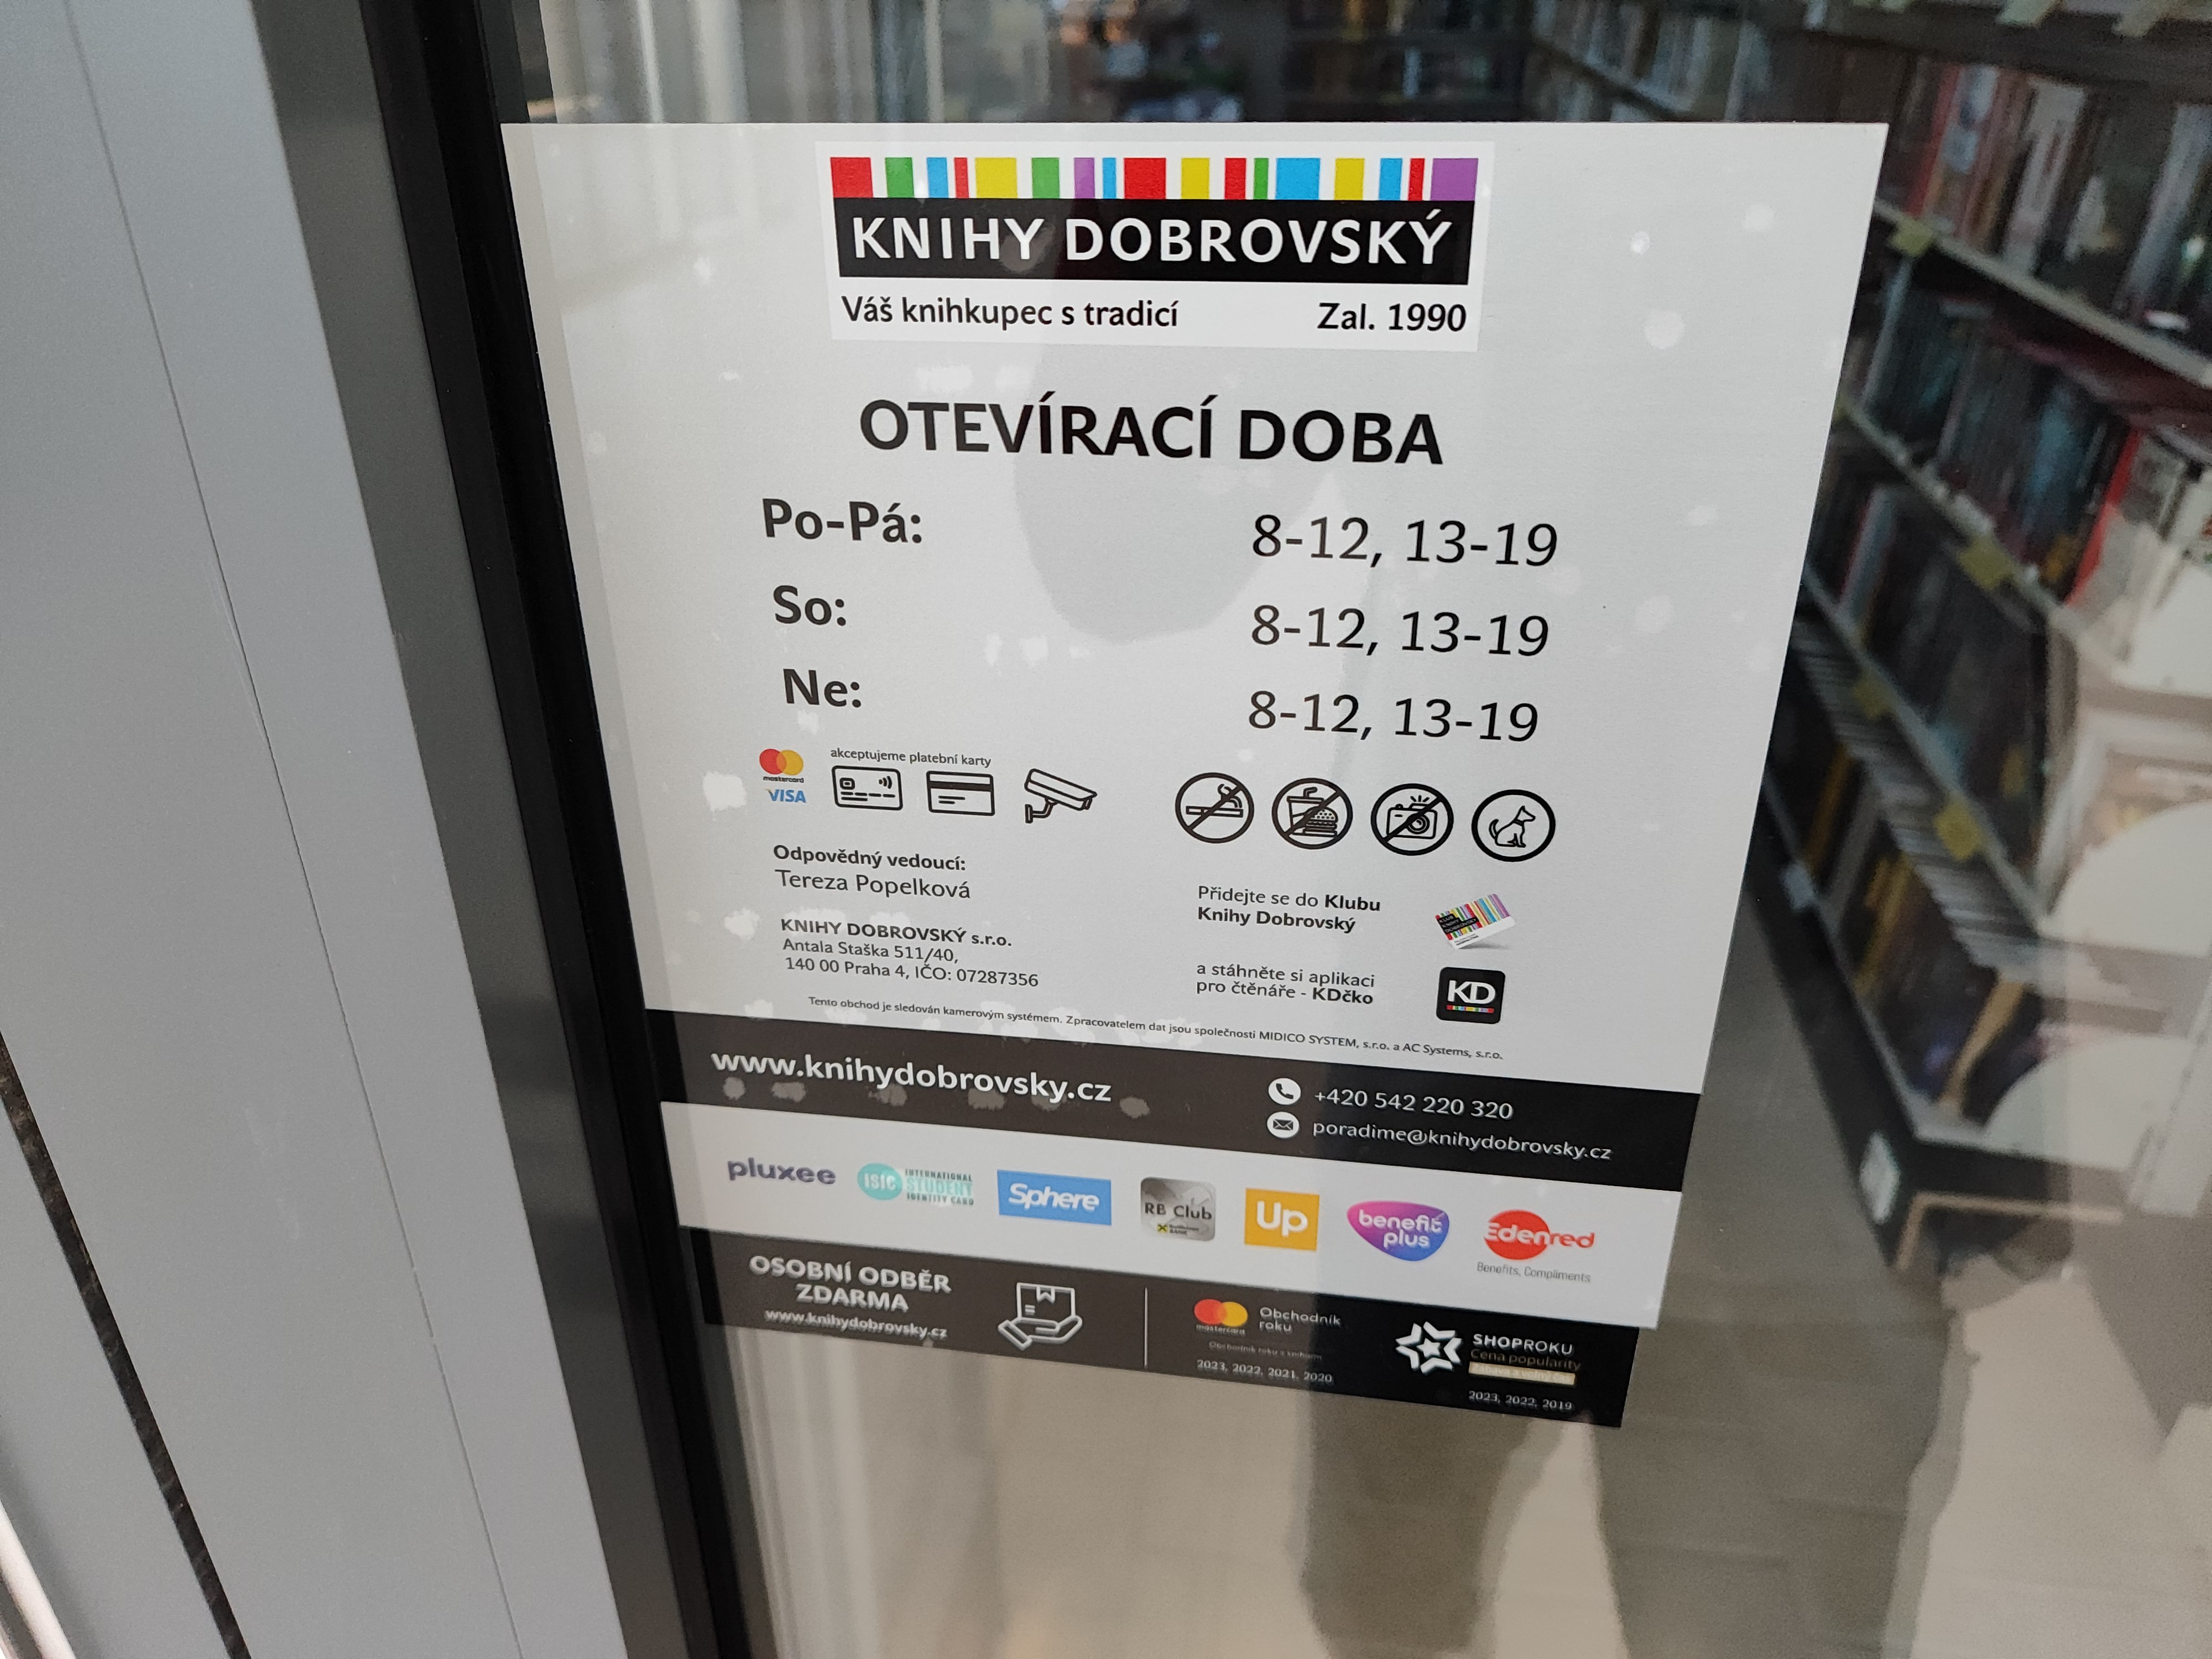 KNIHY DOBROVSKÝ
Váš knihkupec s tradicí Zal. 1990
OTEVÍRACÍ DOBA
Po-Pá: 8-12, 13-19
So: 8-12, 13-19
Ne: 8-12, 13-19
akceptujeme platební karty
mastercard
VISA
Odpovědný vedoucí:
Tereza Popelková
KNIHY DOBROVSKÝ s.r.o.
Antala Staška 511/40,
140 00 Praha 4, IČO: 07287356
Přidejte se do Klubu
Knihy Dobrovský
a stáhněte si aplikaci
pro čtenáře - KDčko
KD
Tento obchod je sledován kamerovým systémem. Zpracovatelem dat jsou společnosti MIDICO SYSTEM, s.r.o. a AC Systems, s.r.o.
www.knihydobrovsky.cz
+420 542 220 320
poradime@knihydobrovsky.cz
pluxee
ISIC INTERNATIONAL
STUDENT
IDENTITY CARD
Sphere
RB Club
Up
benefit
plus
Edenred
Benefits, Compliments
OSOBNÍ ODBĚR
ZDARMA
www.knihydobrovsky.cz
mastercard
Obchodník
roku
2023, 2022, 2021, 2020
SHOPROKU
Cena popularity
2023, 2022, 2019